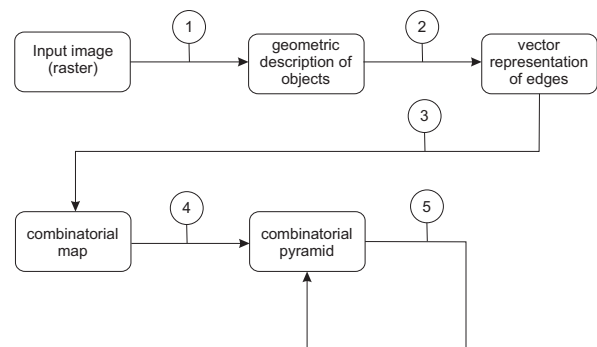 1
2
Input image
(raster)
geometric
description of
objects
vector
representation
of edges
3
4
5
combinatorial
map
combinatorial
pyramid